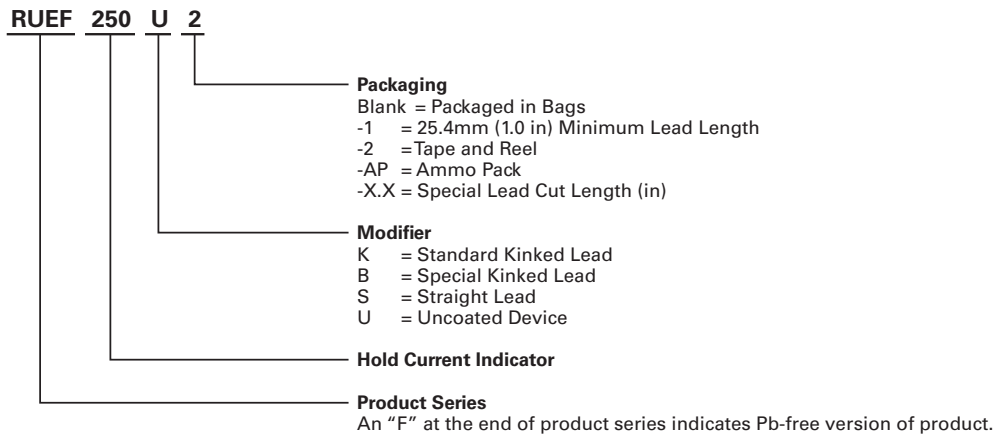 RUEF 250 U 2
Packaging
Blank = Packaged in Bags
-1 = 25.4mm (1.0 in) Minimum Lead Length
-2 =Tape and Reel
-AP = Ammo Pack
-X.X = Special Lead Cut Length (in)
Modifier
K = Standard Kinked Lead
B = Special Kinked Lead
S = Straight Lead
U = Uncoated Device
Hold Current Indicator
Product Series
An “F” at the end of product series indicates Pb-free version of product.